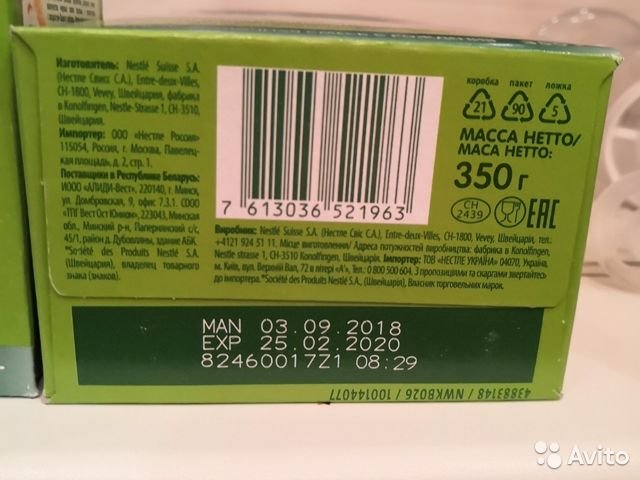 Изготовитель: Nestlé Suisse S.A.
(Нестле Свисс С.А.), Entre-deux-Villes,
CH-1800, Vevey, Швейцария, фабрика
в Konolfingen, Nestle-Strasse 1, CH-3510,
Швейцария.
Импортер: ООО «Нестле Россия»
115054, Россия, г. Москва, Павелец-
кая площадь, д. 2, стр. 1.
Поставщики в Республику Беларусь:
ИООО «АЛИДИ-Вест», 220140, г. Минск,
ул. Домбровская, 9, офис 7.3.1. СООО
«ТПГ Вест Ост Юнион», 223043, Минская
обл., Минский р-н, Папернянский с/с,
45/1, район д. Дубовляны, здание АБК.
*Société des Produits Nestlé S.A.
(Швейцария), владелец товарного
знака (знаков).
7 613036 521963
коробка пакет ложка
21 90 5
МАССА НЕТТО/
МАСА НЕТТО:
350 г
CH
2439
EAC
Виробник: Nestlé Suisse S.A. (Нестле Свіс С.А.), Entre-deux-Villes, CH-1800, Vevey, Швейцарія, тел.
+4121 924 51 11. Місце виготовлення/ Адреса потужностей виробництва: фабрика в Konolfingen,
Nestle strasse 1, CH-3510 Konolfingen, Швейцарія. Імпортер: ТОВ «НЕСТЛЕ УКРАЇНА» 04070, Україна,
м. Київ, вул. Верхній Вал, 72 в літері «А», Тел.: 0 800 500 604. З пропозиціями та скаргами звертайтесь
до імпортера. *Société des Produits Nestlé S.A., (Швейцарія), Власник торговельних марок.
MAN 03.09.2018
EXP 25.02.2020
82460017Z1 08:29
43883148 / NWKB026 / 100144077
Avito